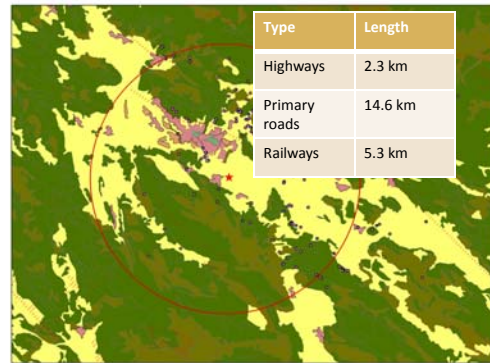 Type Length
Highways 2.3 km
Primary
roads 14.6 km
Railways 5.3 km